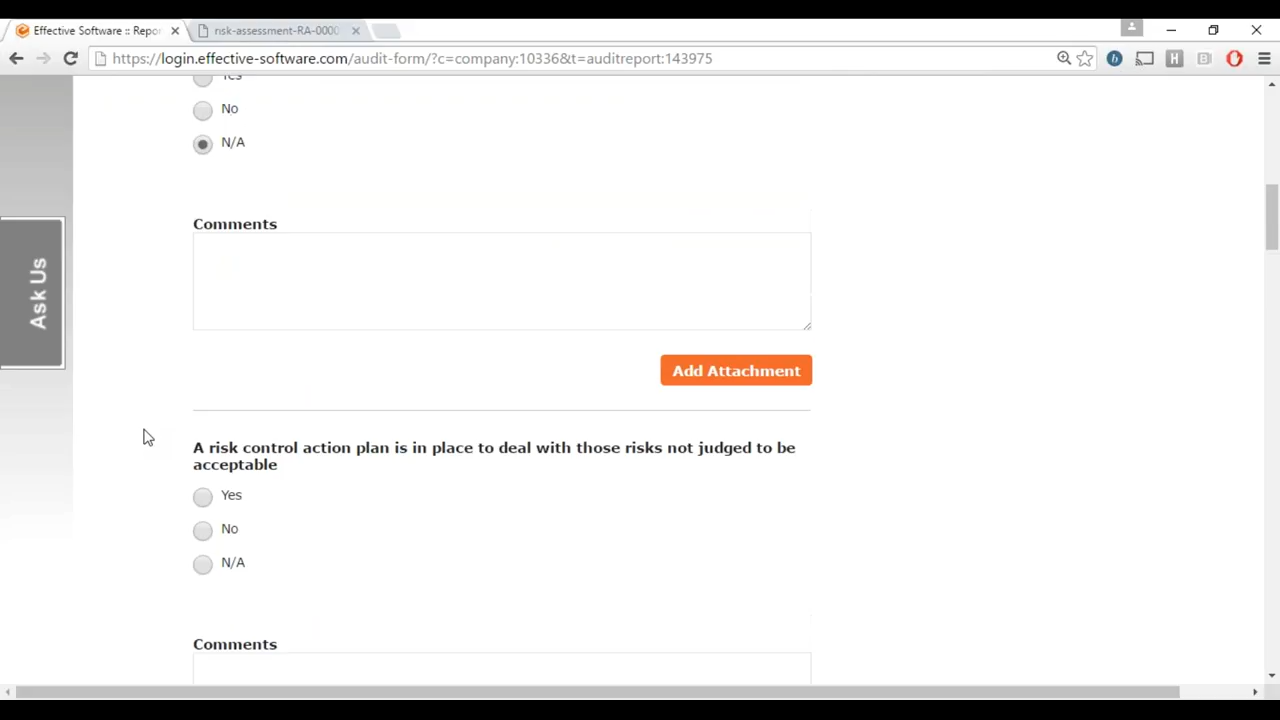 Effective Software :: Repor
risk-assessment-RA-0000
https://login.effective-software.com/audit-form/?c=company:10336&t=auditreport:143975
Yes
No
N/A
Comments
Ask Us
Add Attachment
A risk control action plan is in place to deal with those risks not judged to be
acceptable
Yes
No
N/A
Comments